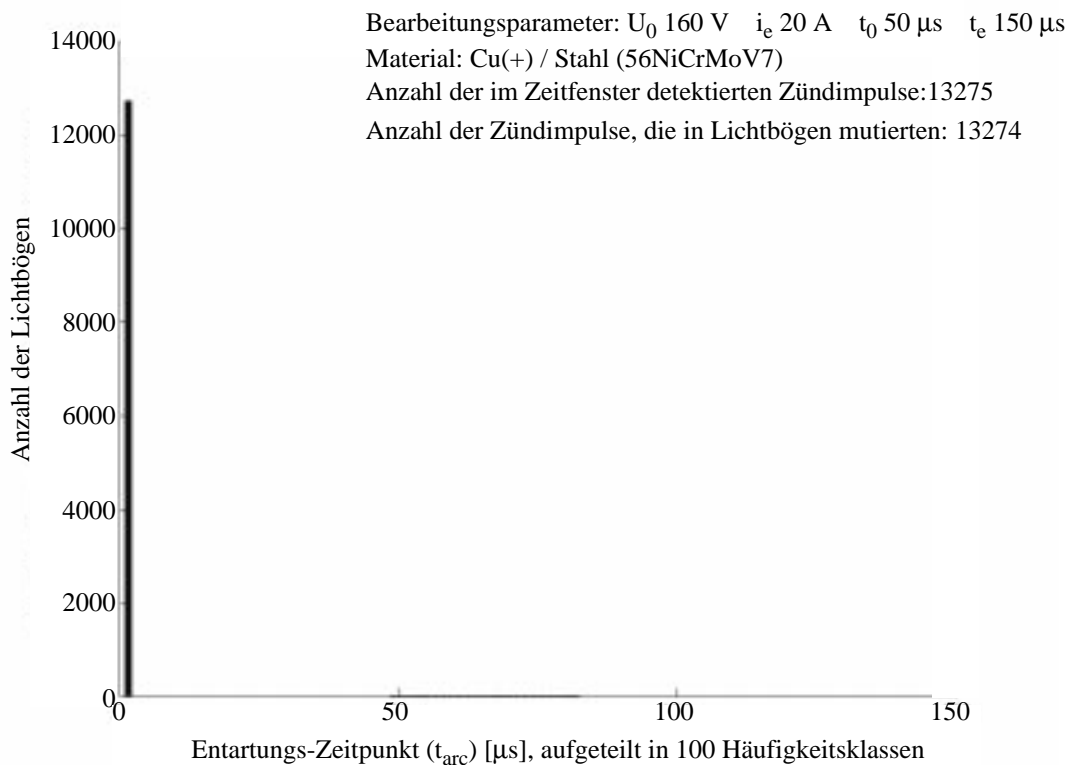 Bearbeitungsparameter: U0 160 V ie 20 A t0 50 µs te 150 µs
Material: Cu(+) / Stahl (56NiCrMoV7)
Anzahl der im Zeitfenster detektierten Zündimpulse:13275
Anzahl der Zündimpulse, die in Lichtbögen mutierten: 13274
Anzahl der Lichtbögen
14000
12000
10000
8000
6000
4000
2000
0
0 50 100 150
Entartungs-Zeitpunkt (tarc) [µs], aufgeteilt in 100 Häufigkeitsklassen